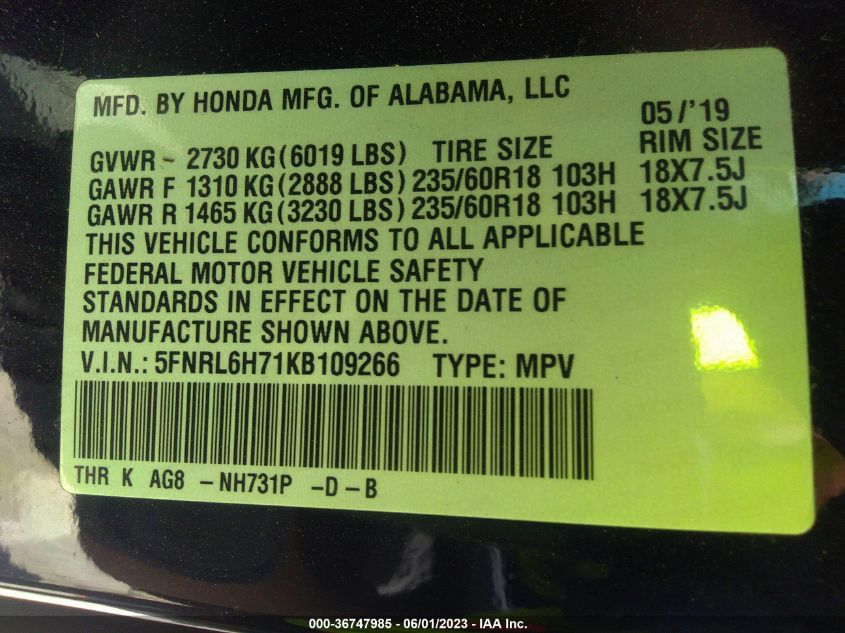 MFD. BY HONDA MFG. OF ALABAMA, LLC 05/'19
GVWR - 2730 KG(6019 LBS) TIRE SIZE RIM SIZE
GAWR F 1310 KG(2888 LBS) 235/60R18 103H 18X7.5J
GAWR R 1465 KG(3230 LBS) 235/60R18 103H 18X7.5J
THIS VEHICLE CONFORMS TO ALL APPLICABLE
FEDERAL MOTOR VEHICLE SAFETY
STANDARDS IN EFFECT ON THE DATE OF
MANUFACTURE SHOWN ABOVE.
V.I.N.: 5FNRL6H71KB109266 TYPE: MPV
THR K AG8 -NH731P -D-B
000-36747985 - 06/01/2023 - IAA Inc.